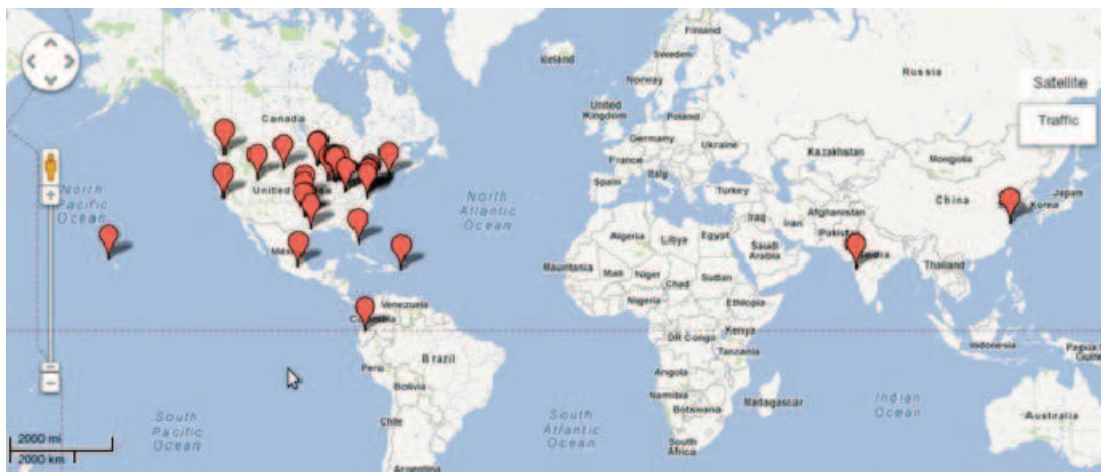 Finland
Iceland
Sweden
Norway
Russia
Satellite
Canada
United Kingdom
Poland
Traffic
Germany
Ukraine
France
Kazakhstan
Mongolia
Italy
Spain
North Pacific Ocean
North Atlantic Ocean
Turkey
China
Japan
Korea
Iraq
Iran
Afghanistan
Pakistan
Algeria
Libya
Egypt
Saudi Arabia
Mauritania
Mali
Niger
Sudan
Chad
Thailand
Nigeria
Ethiopia
Venezuela
DR Congo
Kenya
Indonesia
Tanzania
Brazil
Peru
Angola
Bolivia
Namibia
Botswana
Madagascar
Indian Ocean
South Pacific Ocean
Chile
South Atlantic Ocean
Australia
South Africa
2000 mi
2000 km
Argentina